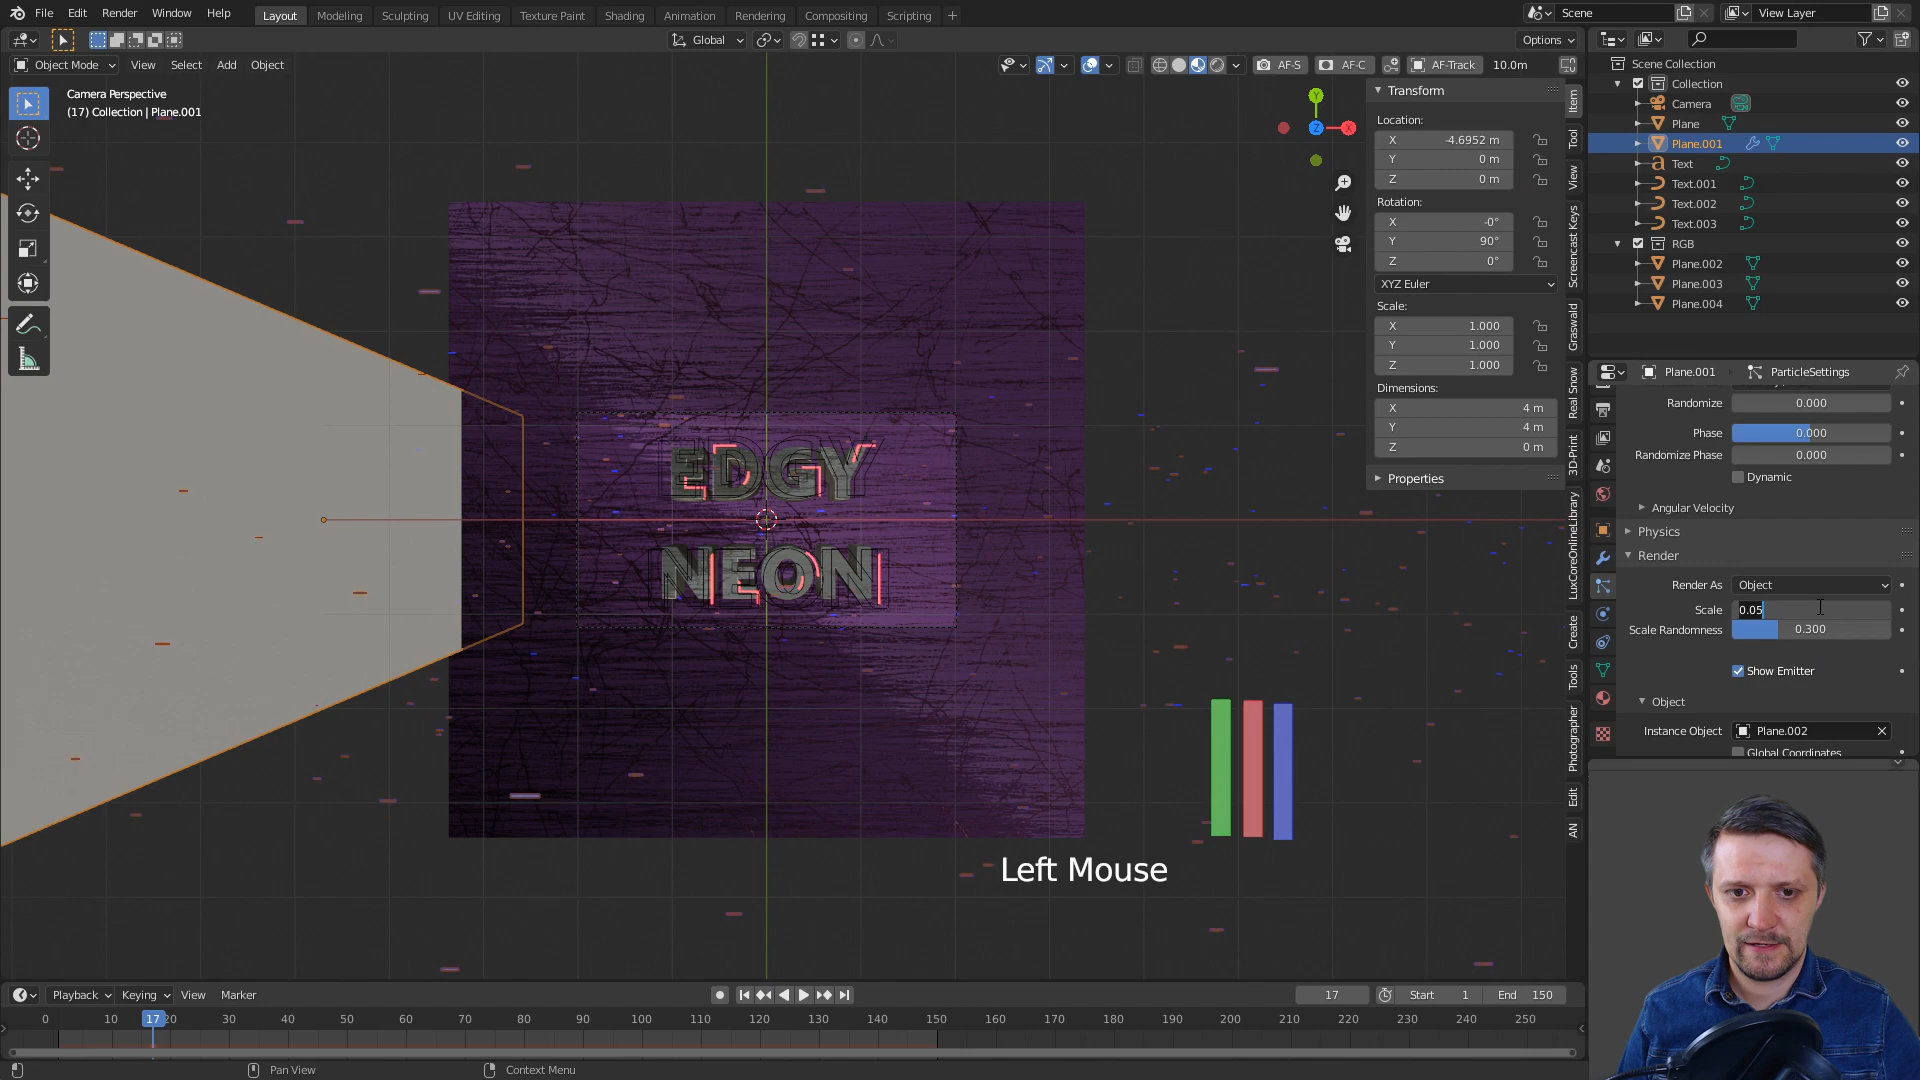 File Edit Render Window Help Layout Modeling Sculpting UV Editing Texture Paint Shading Animation Rendering Compositing Scripting + Scene View Layer
Global Options
Object Mode View Select Add Object AF-S AF-C AF-Track 10.0m
Camera Perspective
(17) Collection | Plane.001
Transform
Location:
X -4.6952 m
Y 0 m
Z 0 m
Rotation:
X -0°
Y 90°
Z 0°
XYZ Euler
Scale:
X 1.000
Y 1.000
Z 1.000
Dimensions:
X 4 m
Y 4 m
Z 0 m
Properties
Item
Tool
View
Screencast Keys
Graswald
Real Snow
3D-Print
LuxCoreOnlineLibrary
Create
Tools
Photographer
Edit
AN
Y
Z
X
Scene Collection
Collection
Camera
Plane
Plane.001
Text
Text.001
Text.002
Text.003
RGB
Plane.002
Plane.003
Plane.004
Plane.001 ParticleSettings
Randomize 0.000
Phase 0.000
Randomize Phase 0.000
Dynamic
Angular Velocity
Physics
Render
Render As Object
Scale 0.05
Scale Randomness 0.300
Show Emitter
Object
Instance Object Plane.002
Global Coordinates
EDGY
NEON
Left Mouse
Playback Keying View Marker 17 Start 1 End 150
0 10 17 20 30 40 50 60 70 80 90 100 110 120 130 140 150 160 170 180 190 200 210 220 230 240 250
Pan View Context Menu